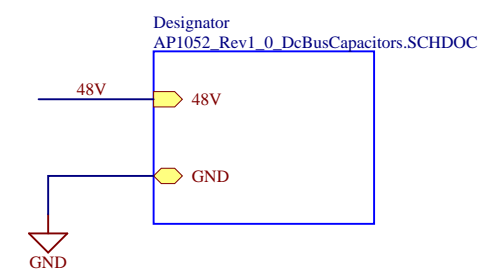 Designator
AP1052_Rev1_0_DcBusCapacitors.SCHDOC
48V
48V
GND
GND